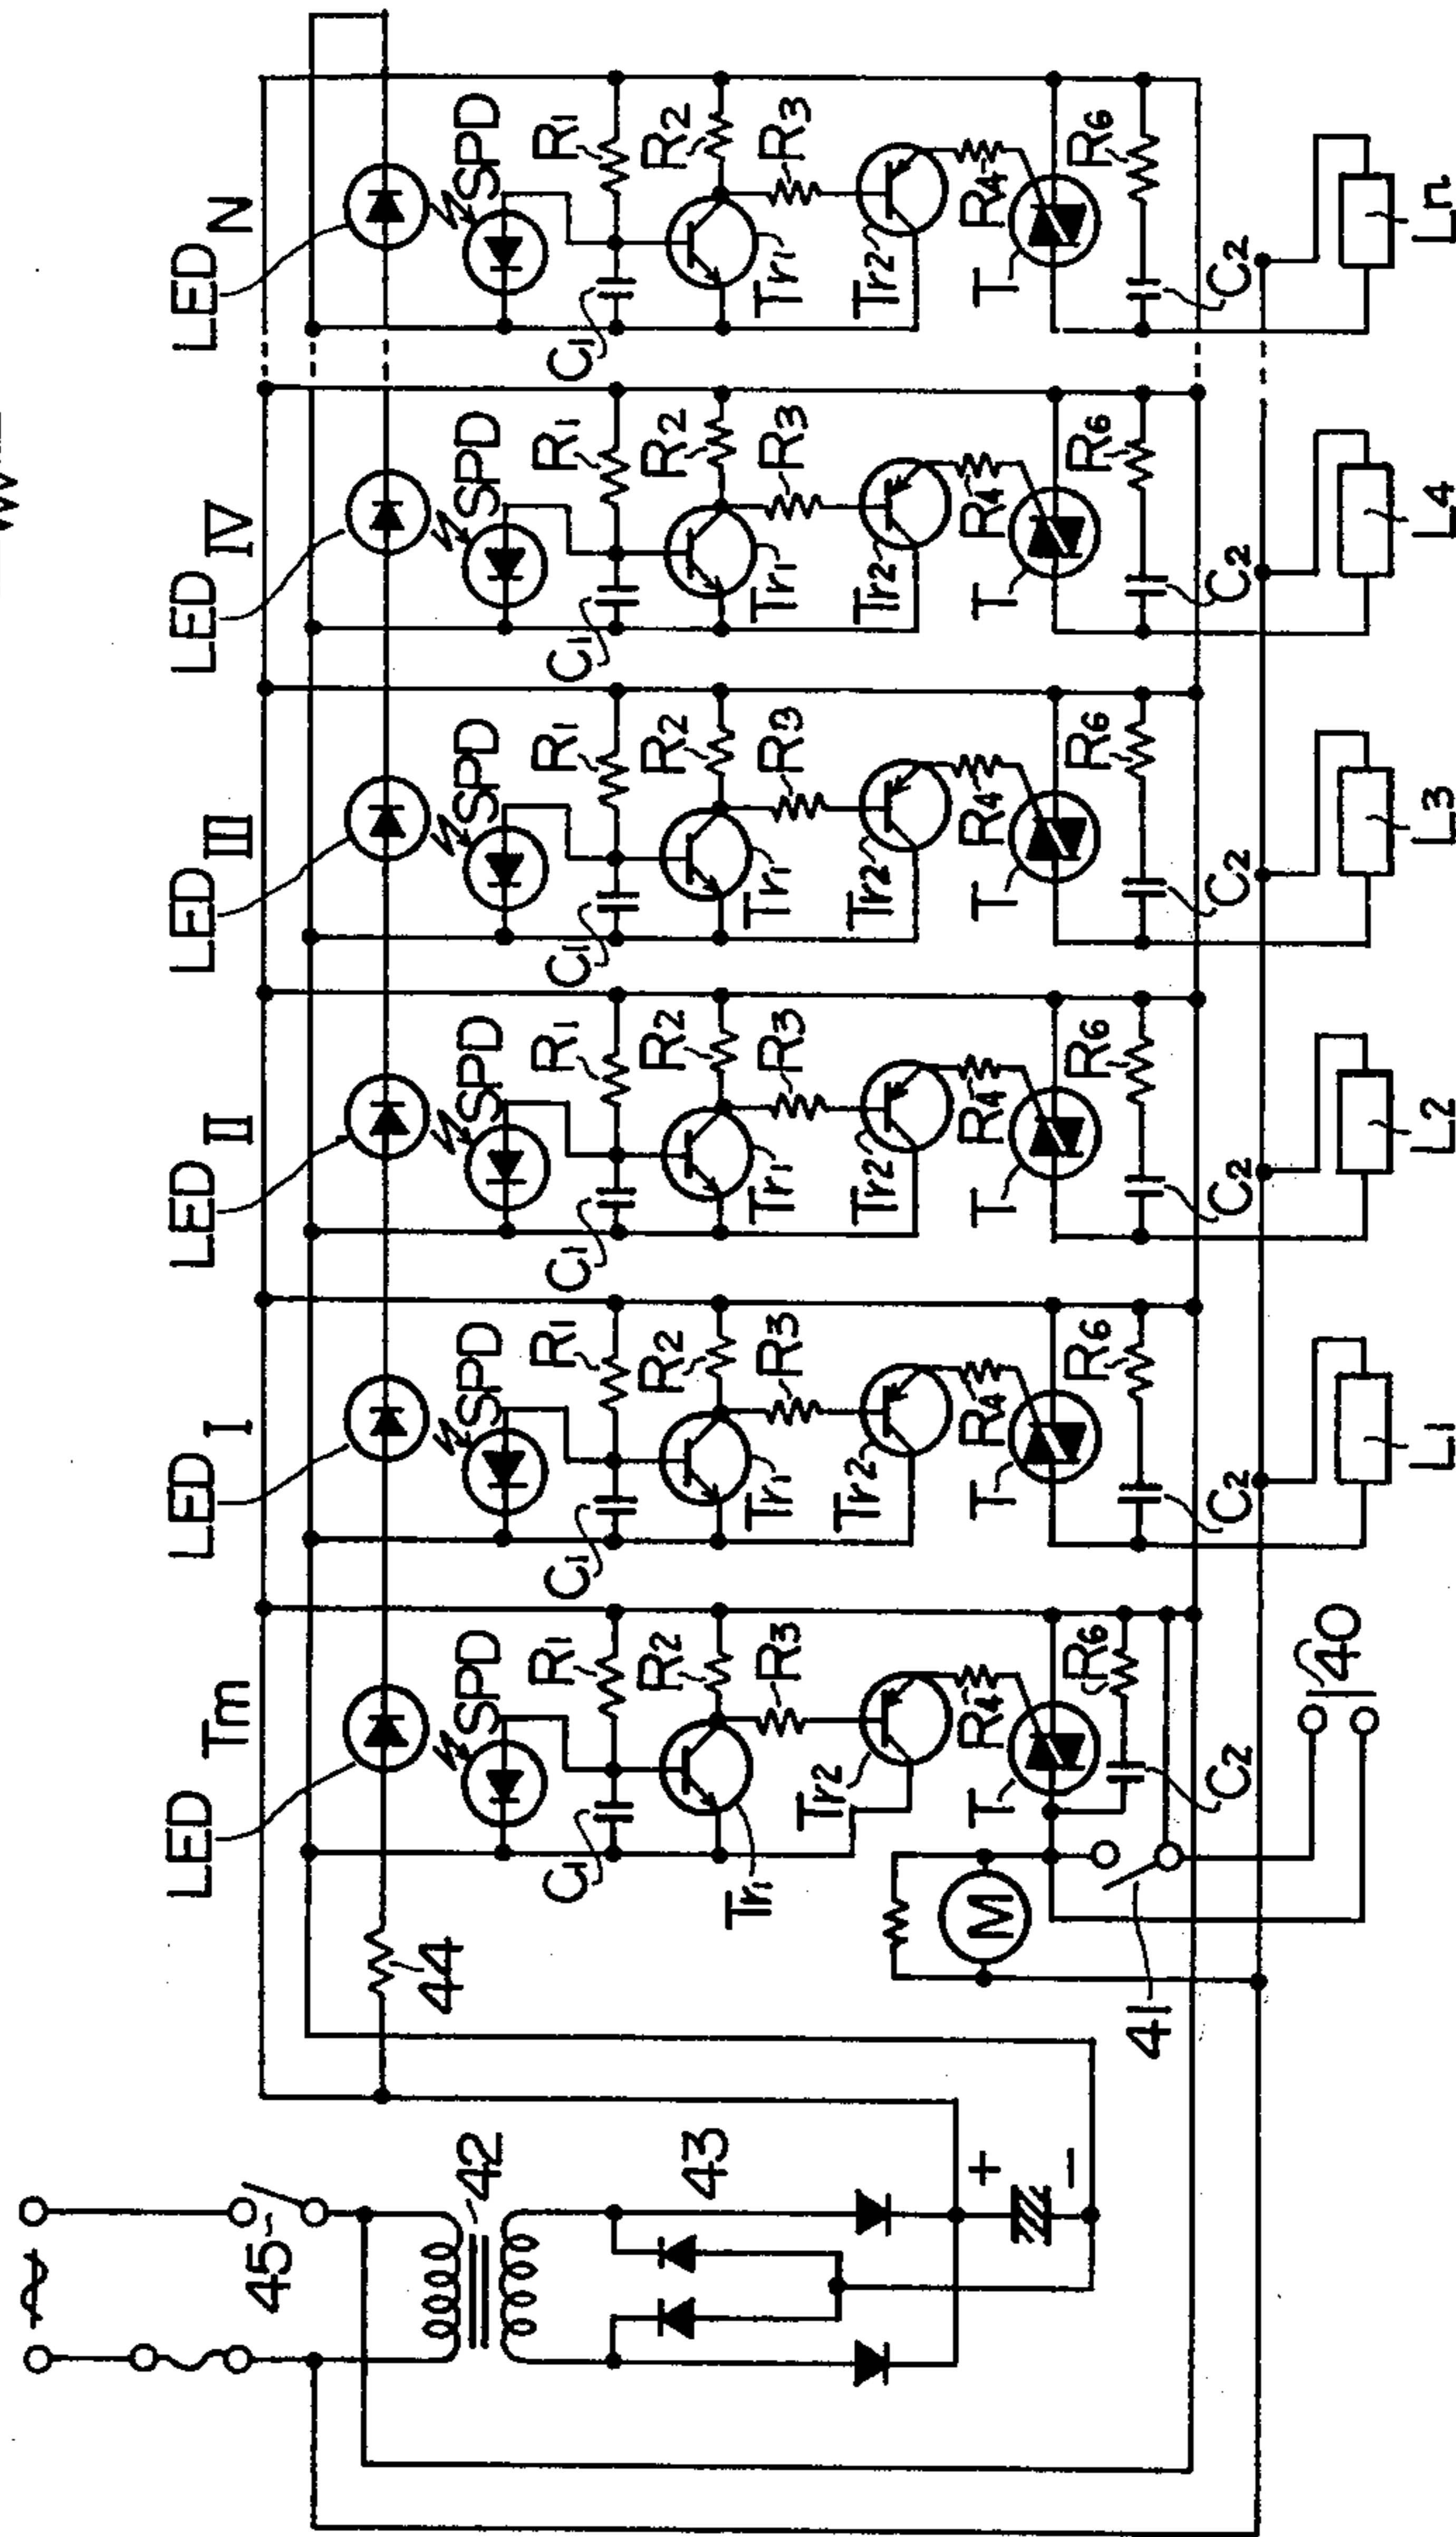 LED Tm
LED I
LED II
LED III
LED IV
LED N
SPD
SPD
SPD
SPD
SPD
SPD
R1
R1
R1
R1
R1
R1
C1
C1
C1
C1
C1
C1
R2
R2
R2
R2
R2
R2
R3
R3
R3
R3
R3
R3
Tr1
Tr1
Tr1
Tr1
Tr1
Tr1
Tr2
Tr2
Tr2
Tr2
Tr2
Tr2
R4
R4
R4
R4
R4
R4
T
T
T
T
T
T
R6
R6
R6
R6
R6
R6
C2
C2
C2
C2
C2
C2
L1
L2
L3
L4
Ln
M
40
41
42
43
44
45
+
−
~